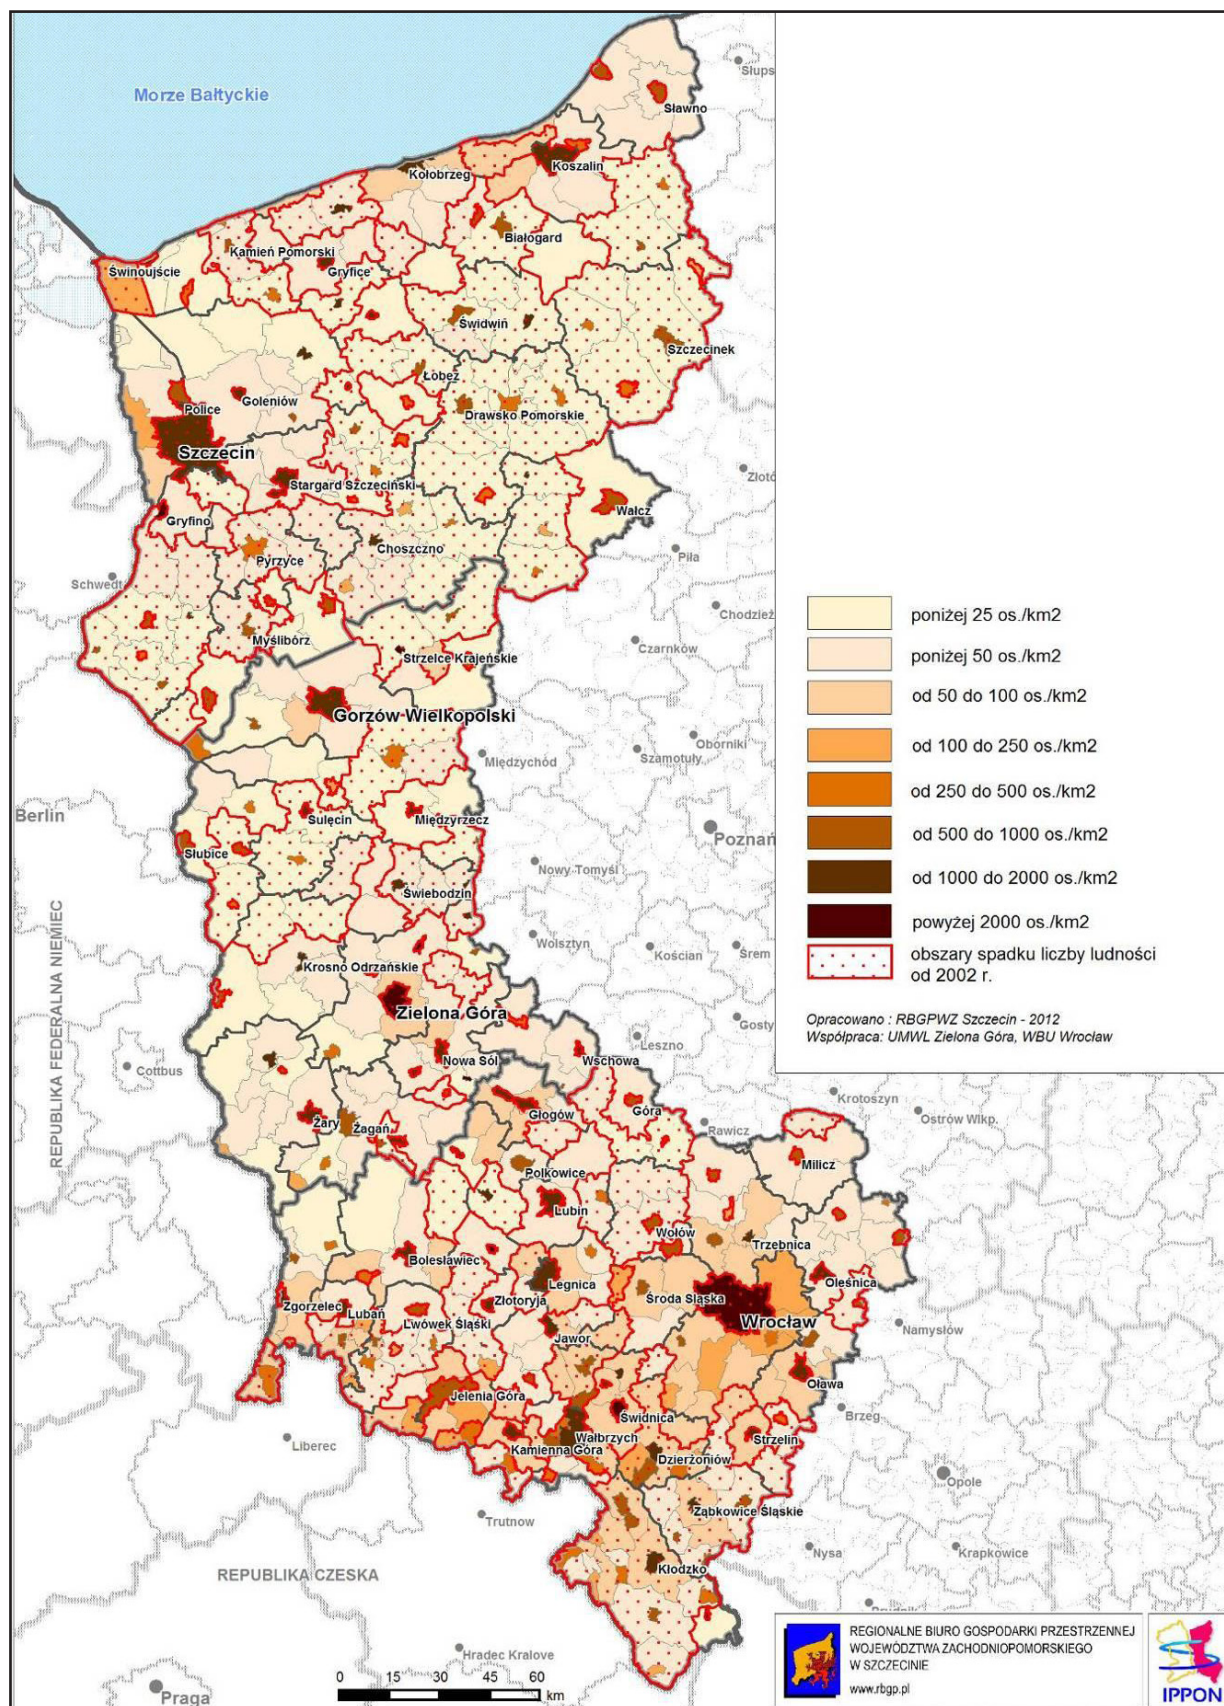 Morze Bałtyckie
Słups
Sławno
Koszalin
Kołobrzeg
Białogard
Kamień Pomorski
Gryfice
Świnoujście
Świdwin
Szczecinek
Łobez
Goleniów
Police
Drawsko Pomorskie
Szczecin
Stargard Szczeciński
Złotó
Wałcz
Gryfino
Choszczno
Pyrzyce
Piła
Schwedt
Chodzież
Myślibórz
Czarnków
Strzelce Krajeńskie
Gorzów Wielkopolski
Oborniki
Międzychód
Szamotuły
Berlin
Sulęcin
Międzyrzecz
Poznań
Słubice
Nowy Tomyśl
Świebodzin
Wolsztyn
Kościan
Śrem
REPUBLIKA FEDERALNA NIEMIEC
Krosno Odrzańskie
Zielona Góra
Gosty
Leszno
Nowa Sól
Wschowa
Cottbus
Krotoszyn
Ostrów Wlkp.
Głogów
Góra
Rawicz
Żary
Żagań
Milicz
Polkowice
Lubin
Wołów
Trzebnica
Bolesławiec
Oleśnica
Legnica
Środa Śląska
Zgorzelec
Lubań
Złotoryja
Lwówek Śląski
Wrocław
Namysłów
Jawor
Jelenia Góra
Oława
Świdnica
Brzeg
Wałbrzych
Strzelin
Liberec
Kamienna Góra
Dzierżoniów
Opole
Ząbkowice Śląskie
Trutnow
Nysa
Krapkowice
Kłodzko
REPUBLIKA CZESKA
Prudnik
Hradec Kralove
Praga
0 15 30 45 60
km
poniżej 25 os./km2
poniżej 50 os./km2
od 50 do 100 os./km2
od 100 do 250 os./km2
od 250 do 500 os./km2
od 500 do 1000 os./km2
od 1000 do 2000 os./km2
powyżej 2000 os./km2
obszary spadku liczby ludności
od 2002 r.
Opracowano : RBGPWZ Szczecin - 2012
Współpraca: UMWL Zielona Góra, WBU Wrocław
REGIONALNE BIURO GOSPODARKI PRZESTRZENNEJ
WOJEWÓDZTWA ZACHODNIOPOMORSKIEGO
W SZCZECINIE
www.rbgp.pl
IPPON